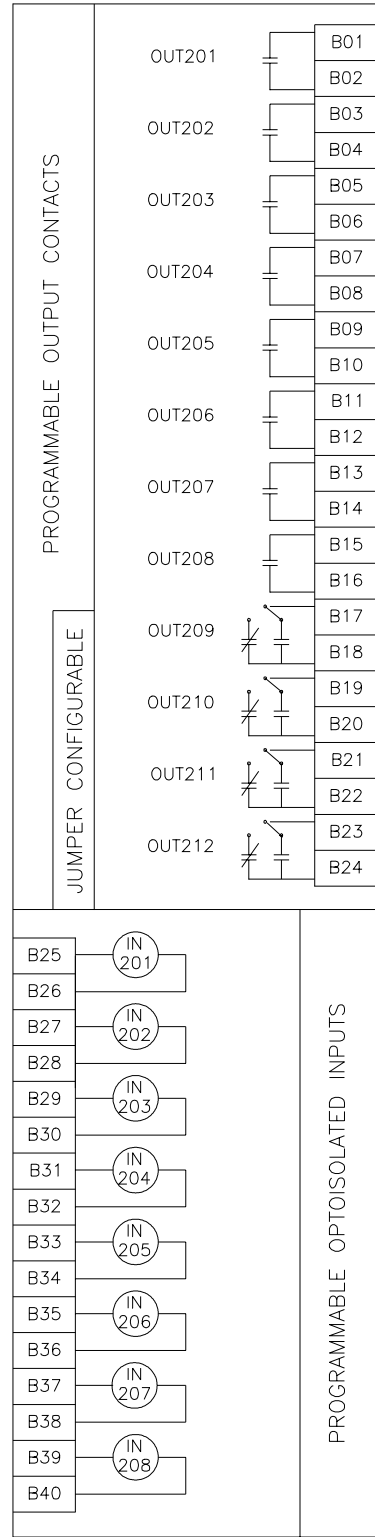 PROGRAMMABLE OUTPUT CONTACTS
JUMPER CONFIGURABLE
OUT201
B01
B02
OUT202
B03
B04
OUT203
B05
B06
OUT204
B07
B08
OUT205
B09
B10
OUT206
B11
B12
OUT207
B13
B14
OUT208
B15
B16
OUT209
B17
B18
OUT210
B19
B20
OUT211
B21
B22
OUT212
B23
B24
B25
IN
201
B26
B27
IN
202
B28
B29
IN
203
B30
B31
IN
204
B32
B33
IN
205
B34
B35
IN
206
B36
B37
IN
207
B38
B39
IN
208
B40
PROGRAMMABLE OPTOISOLATED INPUTS